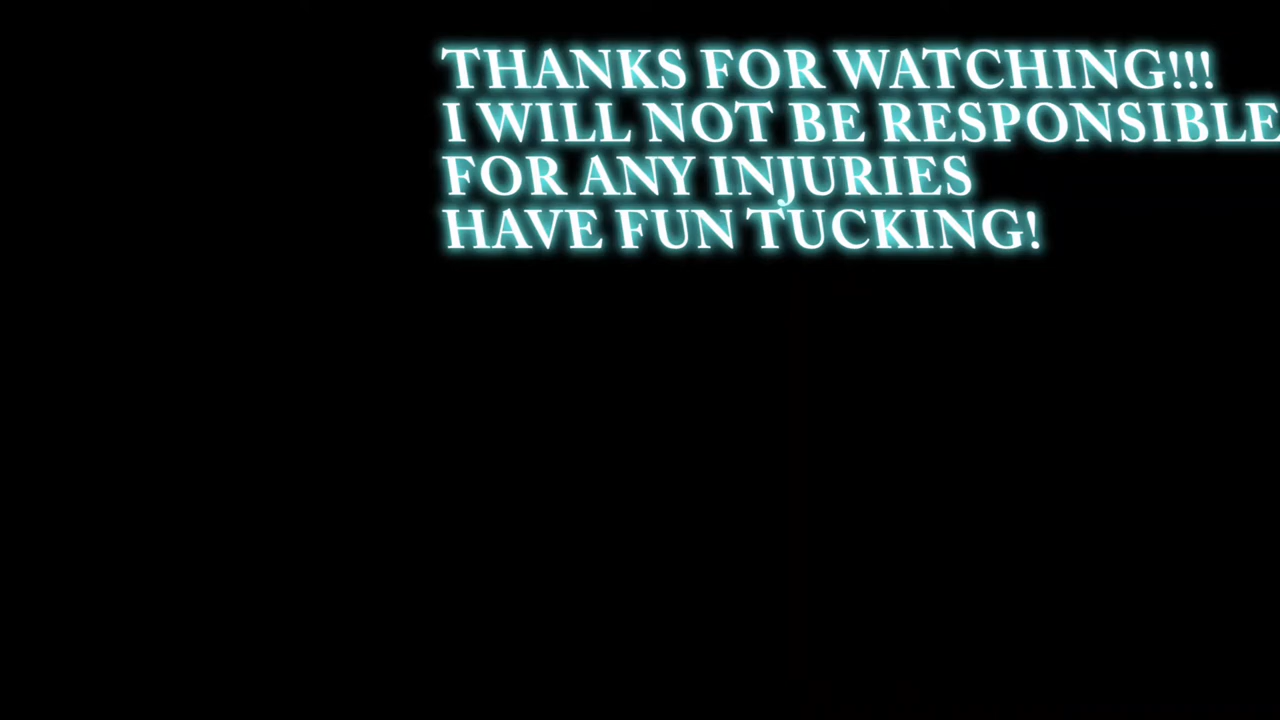 THANKS FOR WATCHING!!!
I WILL NOT BE RESPONSIBLE
FOR ANY INJURIES
HAVE FUN TUCKING!